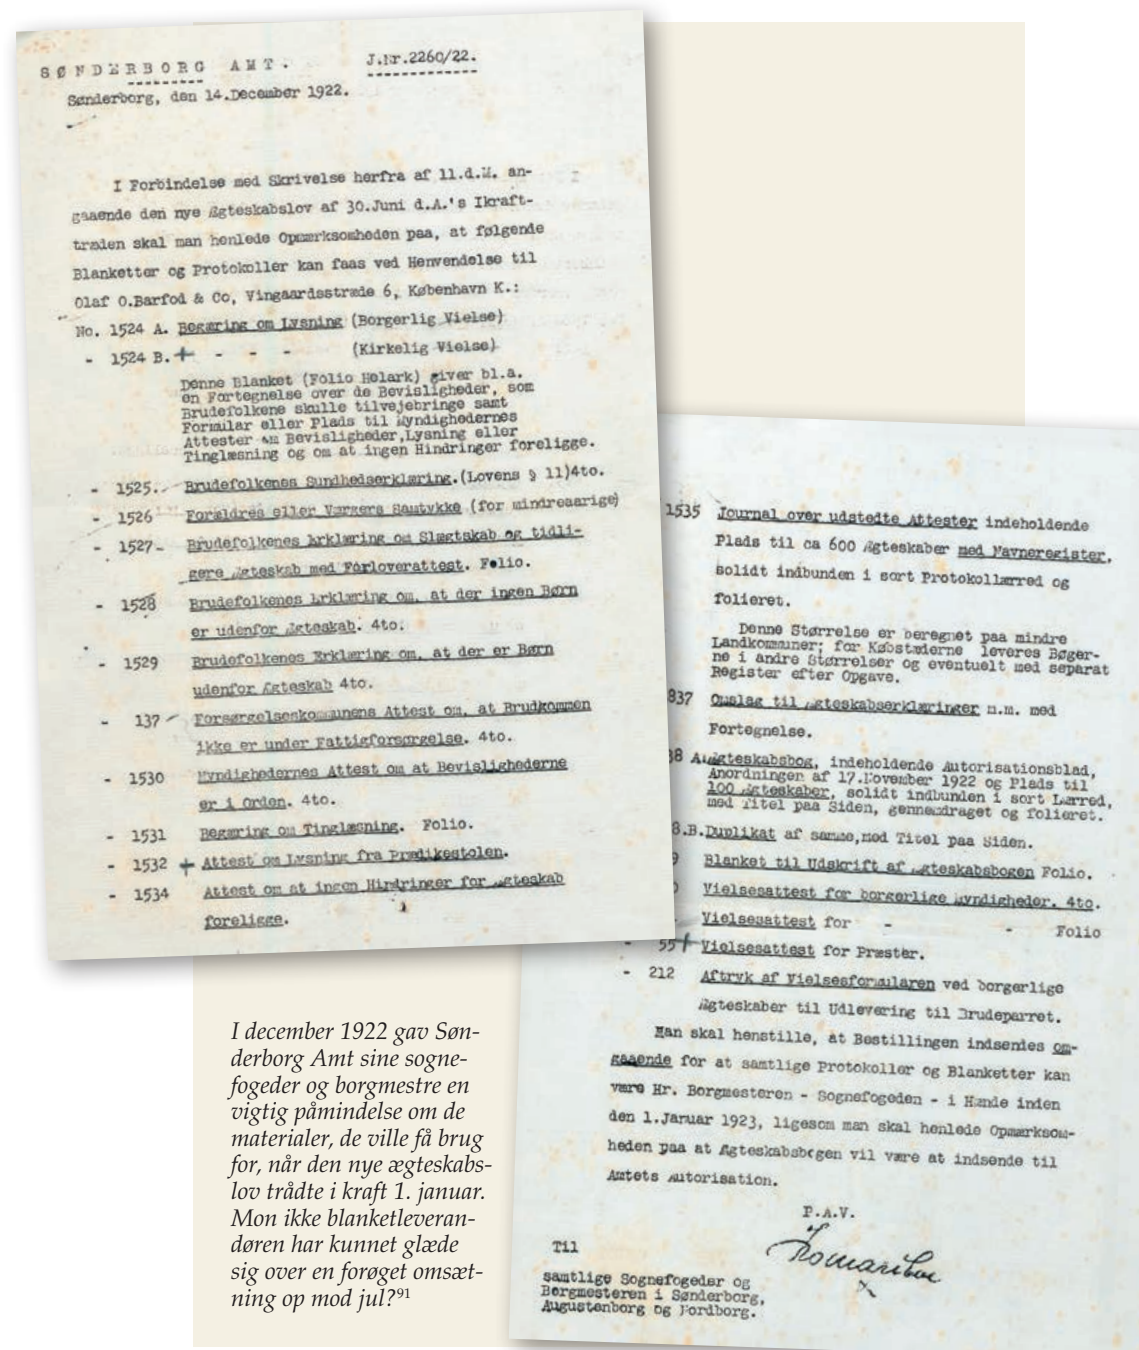 SØNDERBORG AMT. J.Nr.2260/22.
Sønderborg, den 14.December 1922.
I Forbindelse med Skrivelse herfra af 11.d.M. an-
gaaende den nye Ægteskabslov af 30.Juni d.A.'s Ikraft-
træden skal man henlede Opmærksomheden paa, at følgende
Blanketter og Protokoller kan faas ved Henvendelse til
Olaf O.Barfod & Co, Vingaardsstræde 6, København K.:
No. 1524 A. Begæring om Lysning (Borgerlig Vielse)
- 1524 B. + - - - (Kirkelig Vielse)
Denne Blanket (Folio Helark) giver bl.a.
en Fortegnelse over de Bevisligheder, som
Brudefolkene skulle tilvejebringe samt
Formular eller Plads til Myndighedernes
Attester om Bevisligheder,Lysning eller
Tinglæsning og om at ingen Hindringer foreligge.
- 1525. Brudefolkenes Sundhedserklæring.(Lovens § 11)4to.
- 1526 Forældres eller Værgers Samtykke (for mindreaarige)
- 1527 Brudefolkenes Erklæring om Slægtskab og tidli-
gere Ægteskab med Forloverattest. Folio.
- 1528 Brudefolkenes Erklæring om, at der ingen Børn
er udenfor Ægteskab. 4to.
- 1529 Brudefolkenes Erklæring om, at der er Børn
udenfor Ægteskab 4to.
- 137 Forsørgelseskommunens Attest om, at Brudkommen
ikke er under Fattigforsørgelse. 4to.
- 1530 Myndighedernes Attest om at Bevislighederne
er i Orden. 4to.
- 1531 Begæring om Tinglæsning. Folio.
- 1532 + Attest om Lysning fra Prædikestolen.
- 1534 Attest om at ingen Hindringer for Ægteskab
foreligge.
1535 Journal over udstedte Attester indeholdende
Plads til ca 600 Ægteskaber med Navneregister,
solidt indbunden i sort Protokollærred og
folieret.
Denne Størrelse er beregnet paa mindre
Landkommuner; for Købstæderne leveres Bøger-
ne i andre Størrelser og eventuelt med separat
Register efter Opgave.
837 Omslag til Ægteskabserklæringer m.m. med
Fortegnelse.
38 A. Ægteskabsbog, indeholdende Autorisationsblad,
Anordningen af 17.November 1922 og Plads til
100 Ægteskaber, solidt indbunden i sort Lærred,
med Titel paa Siden, gennemdraget og folieret.
8.B.Duplikat af samme,med Titel paa Siden.
9 Blanket til Udskrift af Ægteskabsbogen Folio.
0 Vielsesattest for borgerlige Myndigheder. 4to.
Vielsesattest for - - Folio
- 55 + Vielsesattest for Præster.
- 212 Aftryk af Vielsesformularen ved borgerlige
Ægteskaber til Udlevering til Brudeparret.
Man skal henstille, at Bestillingen indsendes om-
gaaende for at samtlige Protokoller og Blanketter kan
være Hr. Borgmesteren - Sognefogeden - i Hænde inden
den 1.Januar 1923, ligesom man skal henlede Opmærksom-
heden paa at Ægteskabsbogen vil være at indsende til
Amtets Autorisation.
P.A.V.
Til
samtlige Sognefogeder og
Borgmesteren i Sønderborg,
Augustenborg og Nordborg.
I december 1922 gav Søn-
derborg Amt sine sogne-
fogeder og borgmestre en
vigtig påmindelse om de
materialer, de ville få brug
for, når den nye ægteskabs-
lov trådte i kraft 1. januar.
Mon ikke blanketleveran-
døren har kunnet glæde
sig over en forøget omsæt-
ning op mod jul?91